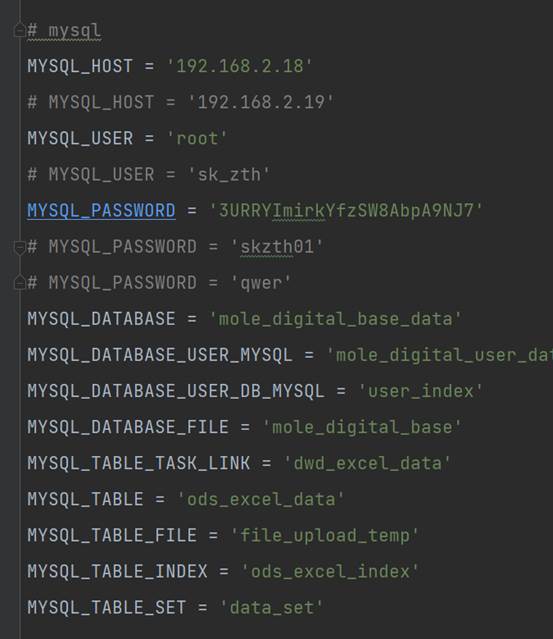 # mysql
MYSQL_HOST = '192.168.2.18'
# MYSQL_HOST = '192.168.2.19'
MYSQL_USER = 'root'
# MYSQL_USER = 'sk_zth'
MYSQL_PASSWORD = '3URRYImirkYfzSW8AbpA9NJ7'
# MYSQL_PASSWORD = 'skzth01'
# MYSQL_PASSWORD = 'qwer'
MYSQL_DATABASE = 'mole_digital_base_data'
MYSQL_DATABASE_USER_MYSQL = 'mole_digital_user_dat
MYSQL_DATABASE_USER_DB_MYSQL = 'user_index'
MYSQL_DATABASE_FILE = 'mole_digital_base'
MYSQL_TABLE_TASK_LINK = 'dwd_excel_data'
MYSQL_TABLE = 'ods_excel_data'
MYSQL_TABLE_FILE = 'file_upload_temp'
MYSQL_TABLE_INDEX = 'ods_excel_index'
MYSQL_TABLE_SET = 'data_set'